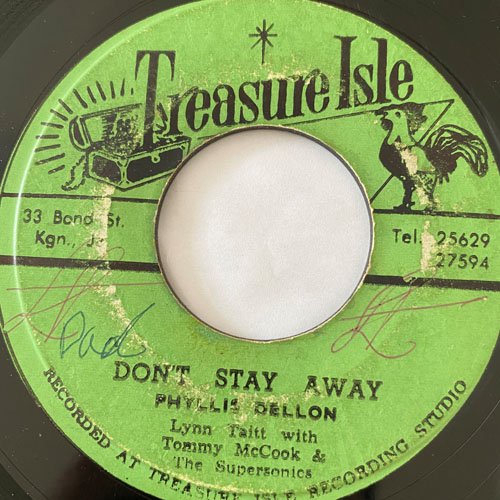 Treasure Isle
33 Bond St.
Kgn., Ja
Tel. 25629
27594
DON'T STAY AWAY
PHYLLIS DELLON
Lynn Taitt with
Tommy McCook &
The Supersonics
RECORDED AT TREASURE ISLE RECORDING STUDIO